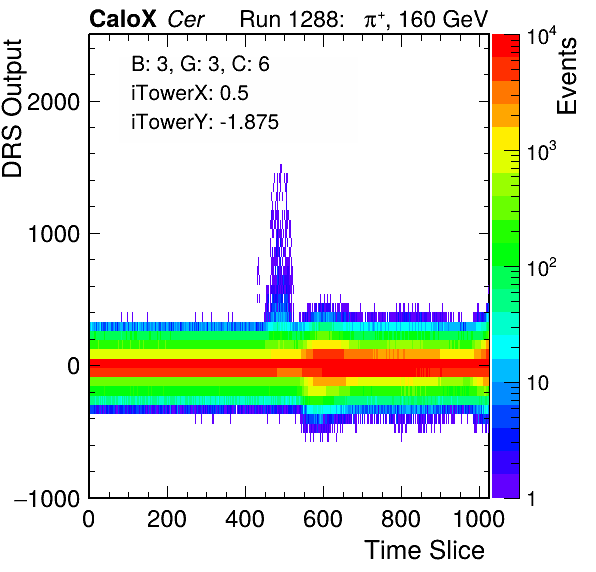 CaloX Cer Run 1288: π⁺, 160 GeV
B: 3, G: 3, C: 6
iTowerX: 0.5
iTowerY: -1.875
DRS Output
2000
1000
0
−1000
0 200 400 600 800 1000
Time Slice
Events
10⁴
10³
10²
10
1